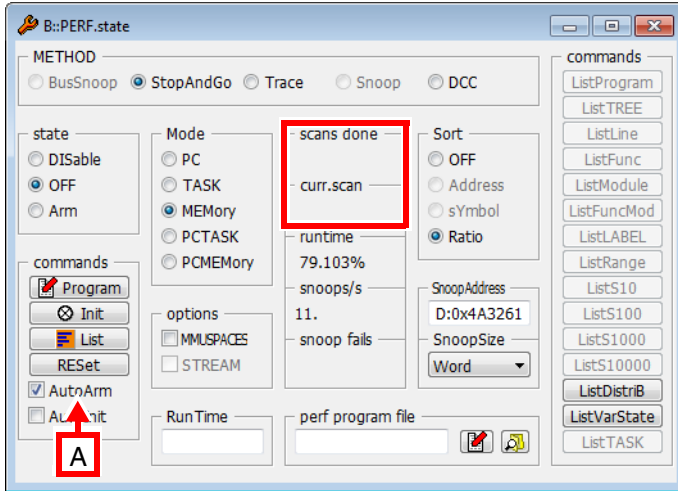 B::PERF.state
METHOD
BusSnoop StopAndGo Trace Snoop DCC
state
DISable
OFF
Arm
commands
Program
Init
List
RESet
AutoArm
A
Mode
PC
TASK
MEMory
PCTASK
PCMEMory
options
MMUSPACES
STREAM
RunTime
scans done
curr.scan
runtime
79.103%
snoops/s
11.
snoop fails
perf program file
Sort
OFF
Address
sYmbol
Ratio
SnoopAddress
D:0x4A3261
SnoopSize
Word
commands
ListProgram
ListTREE
ListLine
ListFunc
ListModule
ListFuncMod
ListLABEL
ListRange
ListS10
ListS100
ListS1000
ListS10000
ListDistriB
ListVarState
ListTASK